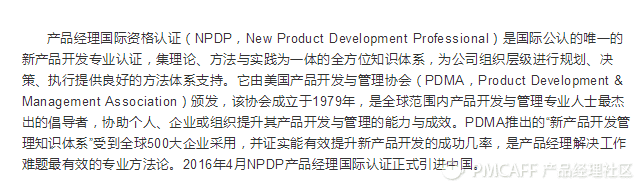 产品经理国际资格认证（NPDP，New Product Development Professional）是国际公认的唯一的
新产品开发专业认证，集理论、方法与实践为一体的全方位知识体系，为公司组织层级进行规划、决
策、执行提供良好的方法体系支持。它由美国产品开发与管理协会（PDMA，Product Development &
Management Association）颁发，该协会成立于1979年，是全球范围内产品开发与管理专业人士最杰
出的倡导者，协助个人、企业或组织提升其产品开发与管理的能力与成效。PDMA推出的“新产品开发管
理知识体系”受到全球500大企业采用，并证实能有效提升新产品开发的成功几率，是产品经理解决工作
难题最有效的专业方法论。2016年4月NPDP产品经理国际认证正式引进中国。
PMCAFF 产品经理社区